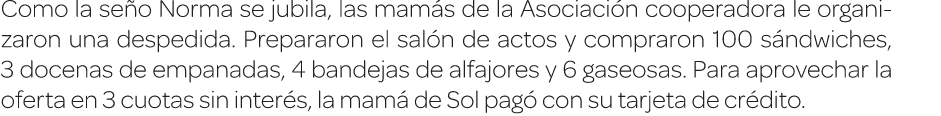 Como la seño Norma se jubila, las mamás de la Asociación cooperadora le organi-
zaron una despedida. Prepararon el salón de actos y compraron 100 sándwiches,
3 docenas de empanadas, 4 bandejas de alfajores y 6 gaseosas. Para aprovechar la
oferta en 3 cuotas sin interés, la mamá de Sol pagó con su tarjeta de crédito.